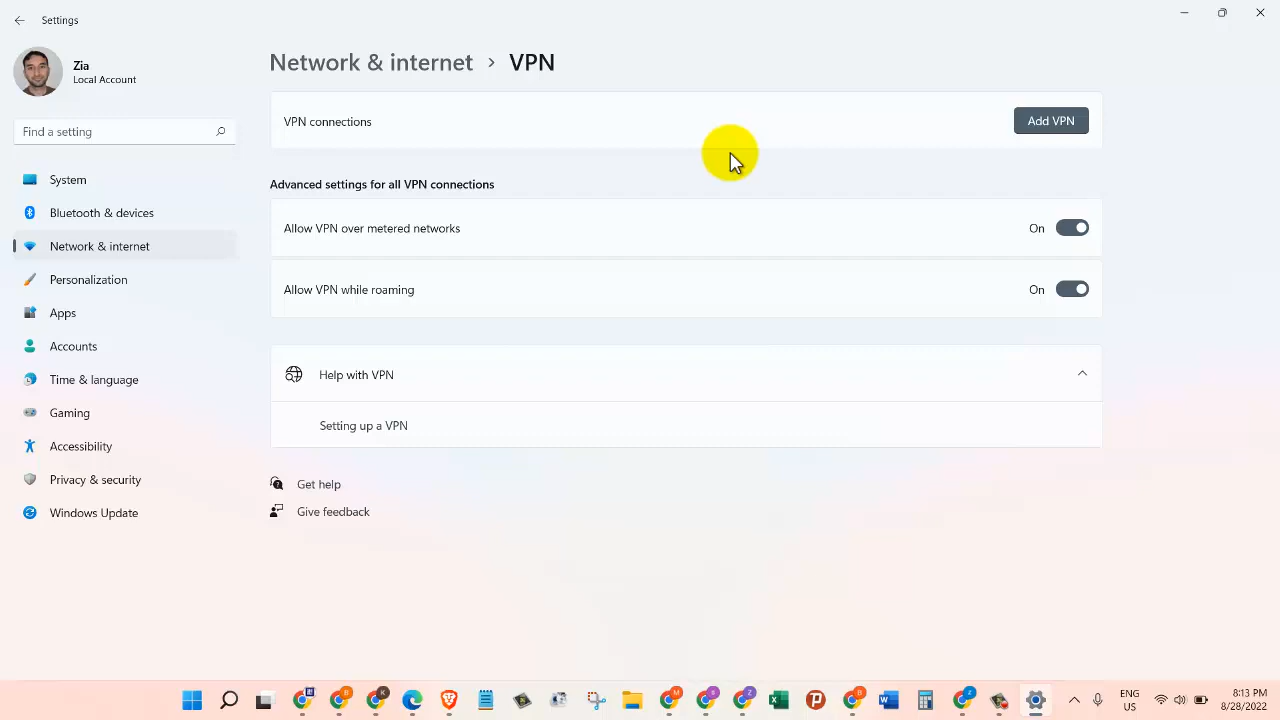 Settings
Zia
Local Account
Find a setting
System
Bluetooth & devices
Network & internet
Personalization
Apps
Accounts
Time & language
Gaming
Accessibility
Privacy & security
Windows Update
Network & internet › VPN
VPN connections
Add VPN
Advanced settings for all VPN connections
Allow VPN over metered networks
On
Allow VPN while roaming
On
Help with VPN
Setting up a VPN
Get help
Give feedback
ENG
US
8:13 PM
8/28/2022